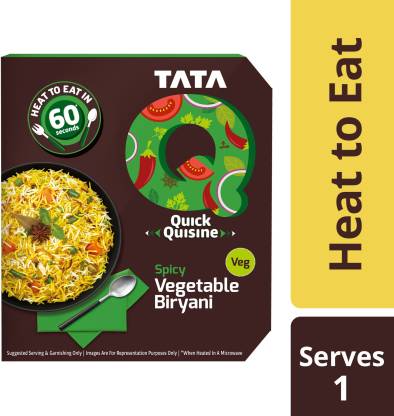 HEAT TO EAT IN
60*
seconds
TATA
Q
Quick
Quisine
Veg
Spicy
Vegetable
Biryani
Suggested Serving & Garnishing Only | Images Are For Representation Purposes Only | *When Heated In A Microwave
Heat to Eat
Serves
1